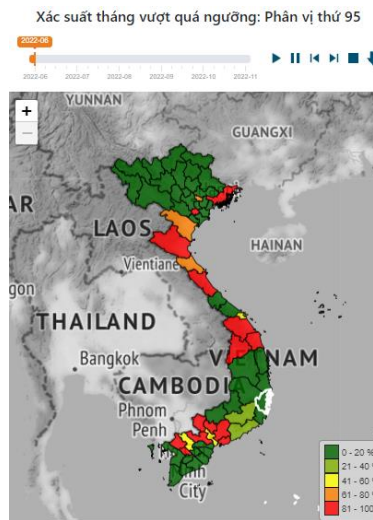 Xác suất tháng vượt quá ngưỡng: Phân vị thứ 95
2022-06
2022-06 2022-07 2022-08 2022-09 2022-10 2022-11
+
−
YUNNAN
GUANGXI
LAOS
HAINAN
Vientiane
THAILAND
VIETNAM
Bangkok
CAMBODIA
Phnom
Penh
City
0 - 20 %
21 - 40
41 - 60
61 - 80
81 - 100